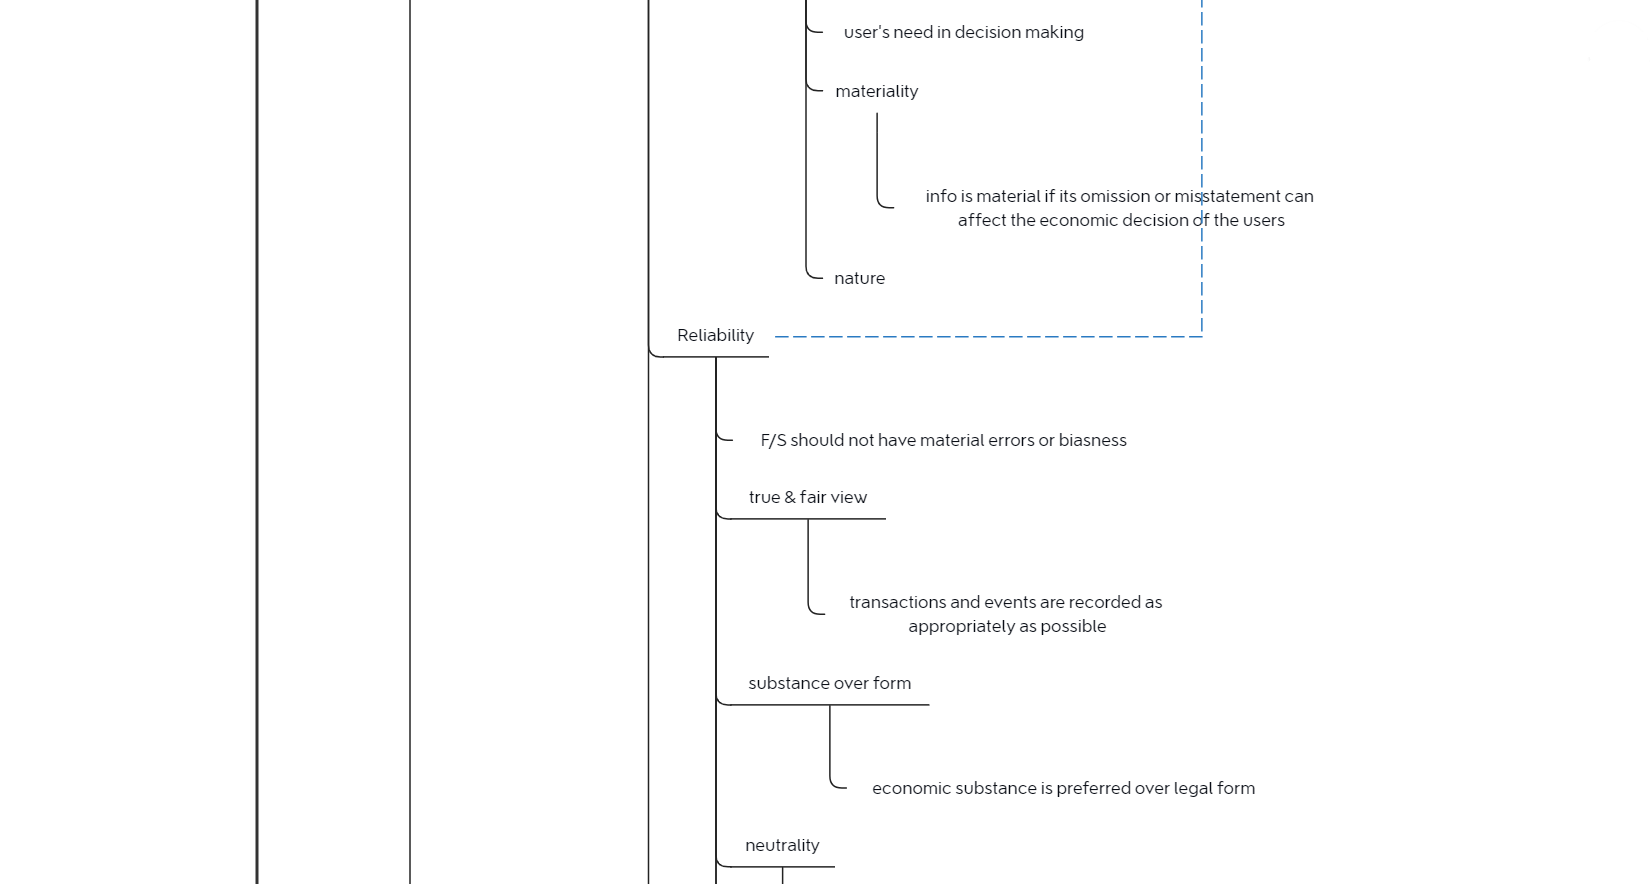 user's need in decision making
materiality
info is material if its omission or misstatement can
affect the economic decision of the users
nature
Reliability
F/S should not have material errors or biasness
true & fair view
transactions and events are recorded as
appropriately as possible
substance over form
economic substance is preferred over legal form
neutrality